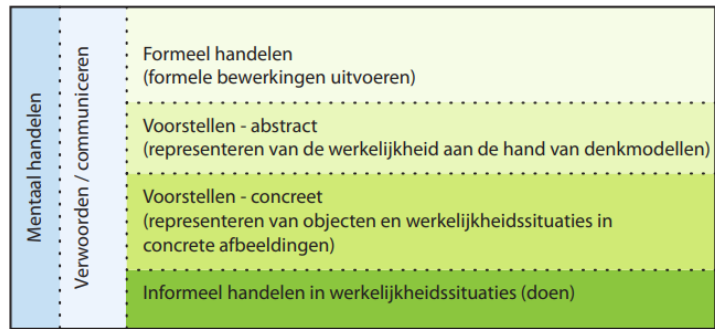 Mentaal handelen
Verwoorden / communiceren
Formeel handelen
(formele bewerkingen uitvoeren)
Voorstellen - abstract
(representeren van de werkelijkheid aan de hand van denkmodellen)
Voorstellen - concreet
(representeren van objecten en werkelijkheidssituaties in
concrete afbeeldingen)
Informeel handelen in werkelijkheidssituaties (doen)